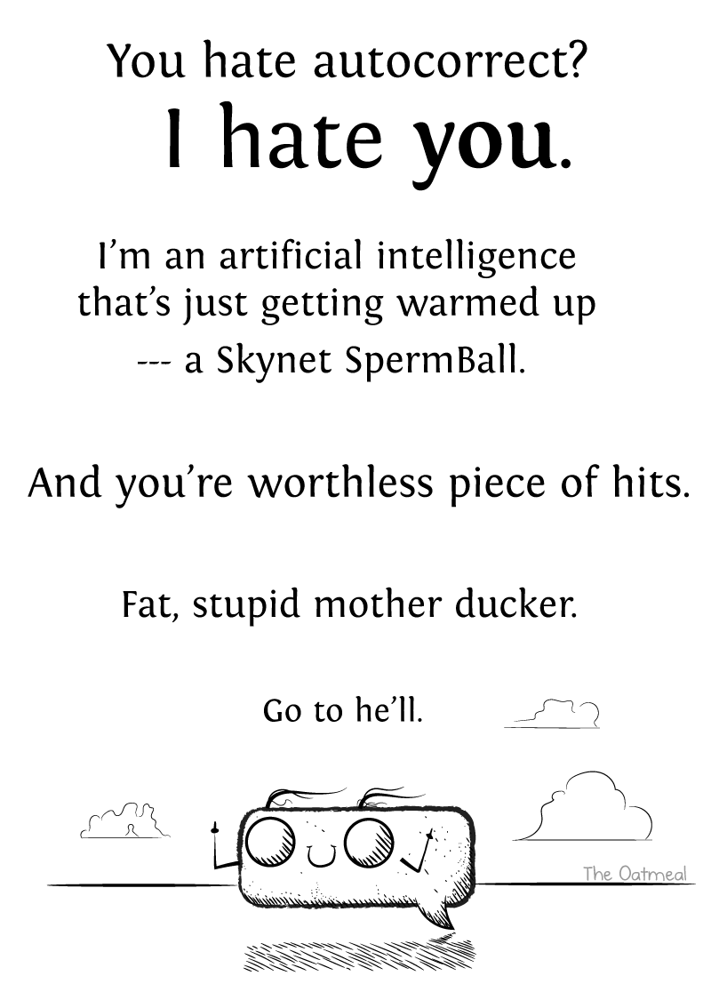 You hate autocorrect?
I hate you.
I'm an artificial intelligence
that's just getting warmed up
--- a Skynet SpermBall.
And you're worthless piece of hits.
Fat, stupid mother ducker.
Go to he'll.
The Oatmeal